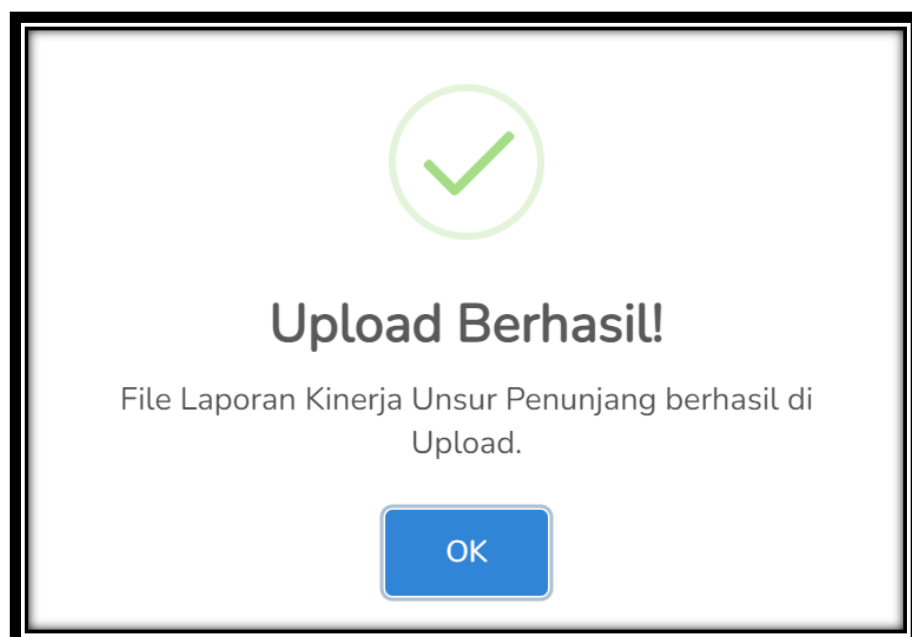 Upload Berhasil!
File Laporan Kinerja Unsur Penunjang berhasil di
Upload.
OK